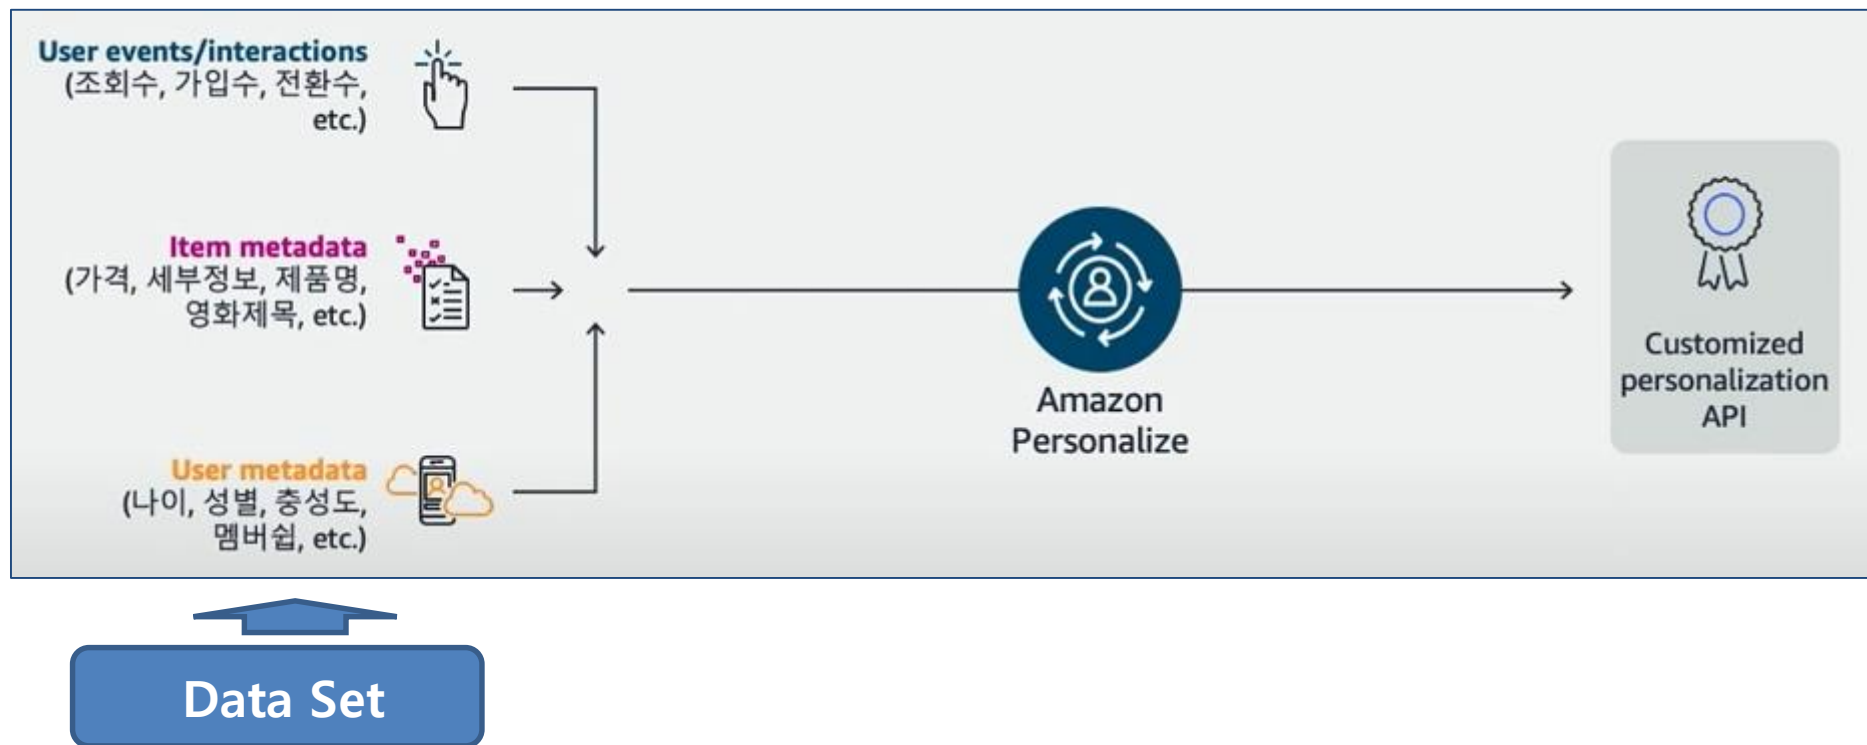 User events/interactions
(조회수, 가입수, 전환수,
etc.)
Item metadata
(가격, 세부정보, 제품명,
영화제목, etc.)
User metadata
(나이, 성별, 충성도,
멤버쉽, etc.)
Amazon
Personalize
Customized
personalization
API
Data Set